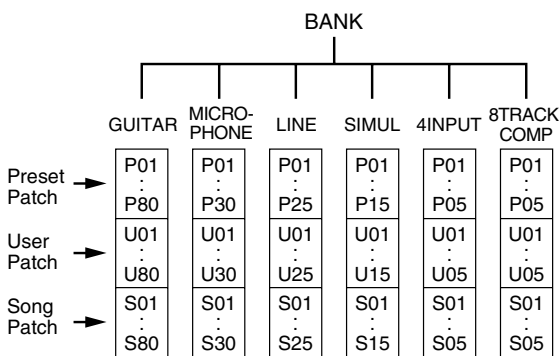 BANK
GUITAR MICRO-PHONE LINE SIMUL 4INPUT 8TRACK COMP
Preset Patch
P01 P01 P01 P01 P01 P01
: : : : : :
P80 P30 P25 P15 P05 P05
User Patch
U01 U01 U01 U01 U01 U01
: : : : : :
U80 U30 U25 U15 U05 U05
Song Patch
S01 S01 S01 S01 S01 S01
: : : : : :
S80 S30 S25 S15 S05 S05